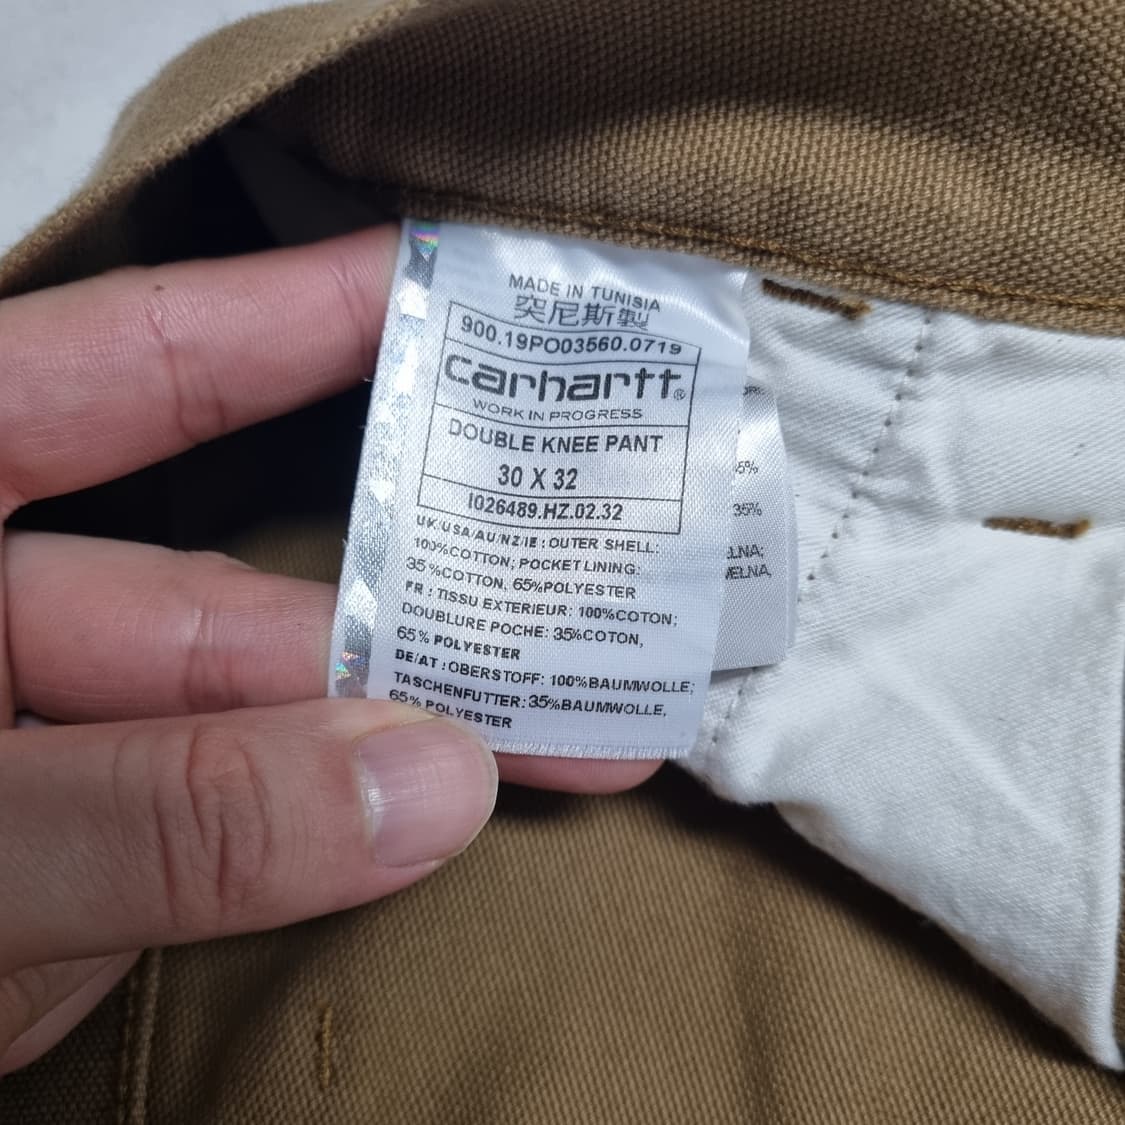 MADE IN TUNISIA
突尼斯製
900.19PO03560.0719
carhartt®
WORK IN PROGRESS
DOUBLE KNEE PANT
30 X 32
I026489.HZ.02.32
UK/USA/AU/NZ/IE : OUTER SHELL:
100%COTTON; POCKET LINING:
35%COTTON, 65%POLYESTER
FR : TISSU EXTERIEUR: 100%COTON;
DOUBLURE POCHE: 35%COTON,
65% POLYESTER
DE/AT : OBERSTOFF: 100%BAUMWOLLE;
TASCHENFUTTER: 35%BAUMWOLLE,
65% POLYESTER
35%